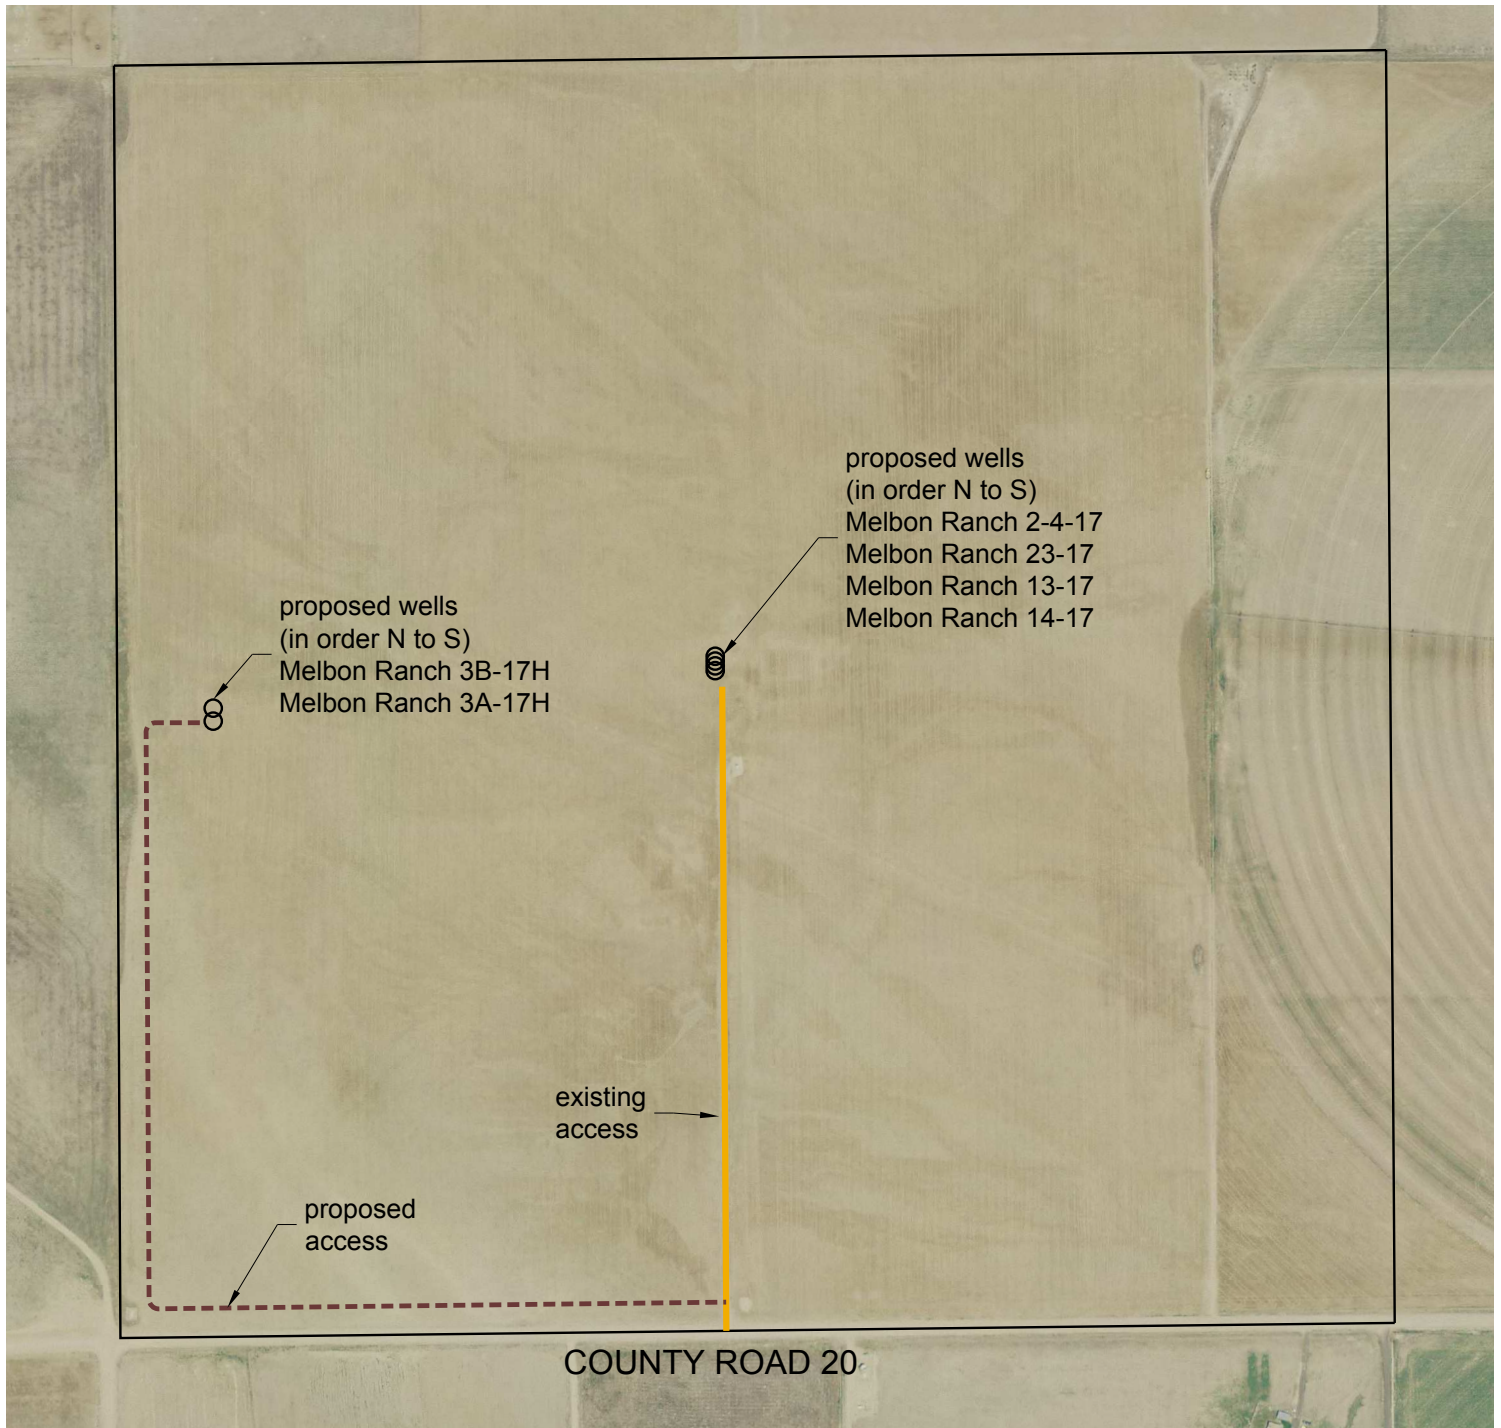 proposed wells
(in order N to S)
Melbon Ranch 2-4-17
Melbon Ranch 23-17
Melbon Ranch 13-17
Melbon Ranch 14-17
proposed wells
(in order N to S)
Melbon Ranch 3B-17H
Melbon Ranch 3A-17H
existing
access
proposed
access
COUNTY ROAD 20